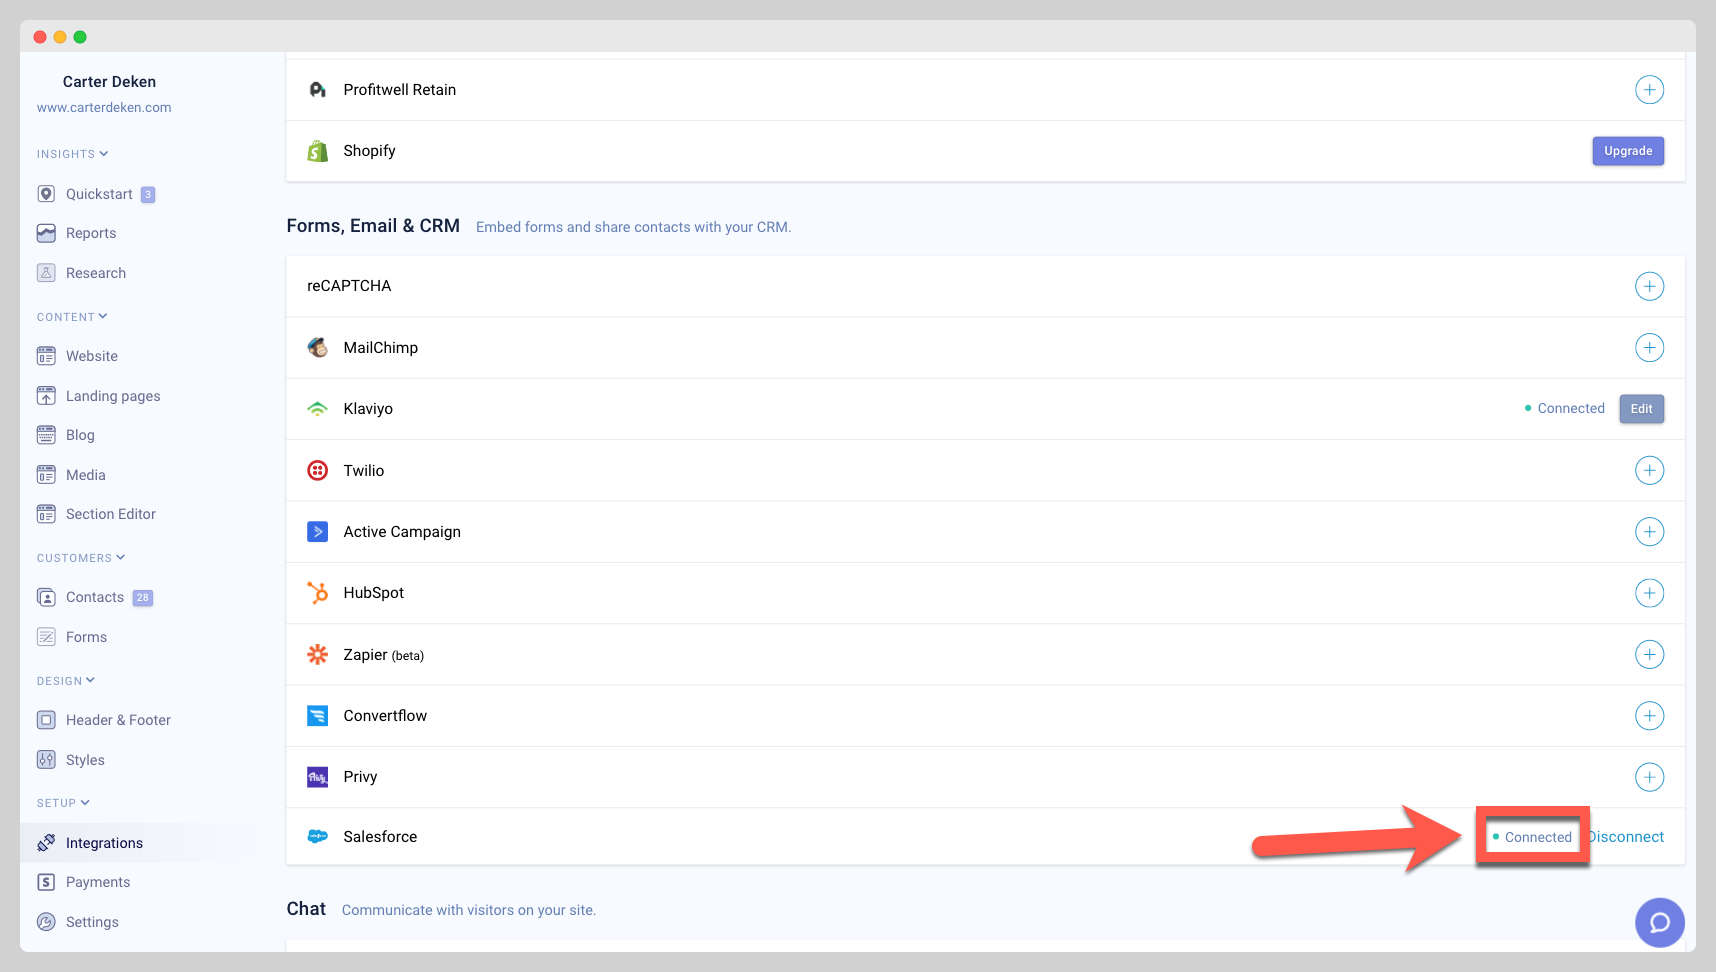 Carter Deken
www.carterdeken.com
INSIGHTS
Quickstart 3
Reports
Research
CONTENT
Website
Landing pages
Blog
Media
Section Editor
CUSTOMERS
Contacts 28
Forms
DESIGN
Header & Footer
Styles
SETUP
Integrations
Payments
Settings
Profitwell Retain
Shopify Upgrade
Forms, Email & CRM Embed forms and share contacts with your CRM.
reCAPTCHA
MailChimp
Klaviyo Connected Edit
Twilio
Active Campaign
HubSpot
Zapier (beta)
Convertflow
Privy Privy
Salesforce Connected Disconnect
Chat Communicate with visitors on your site.